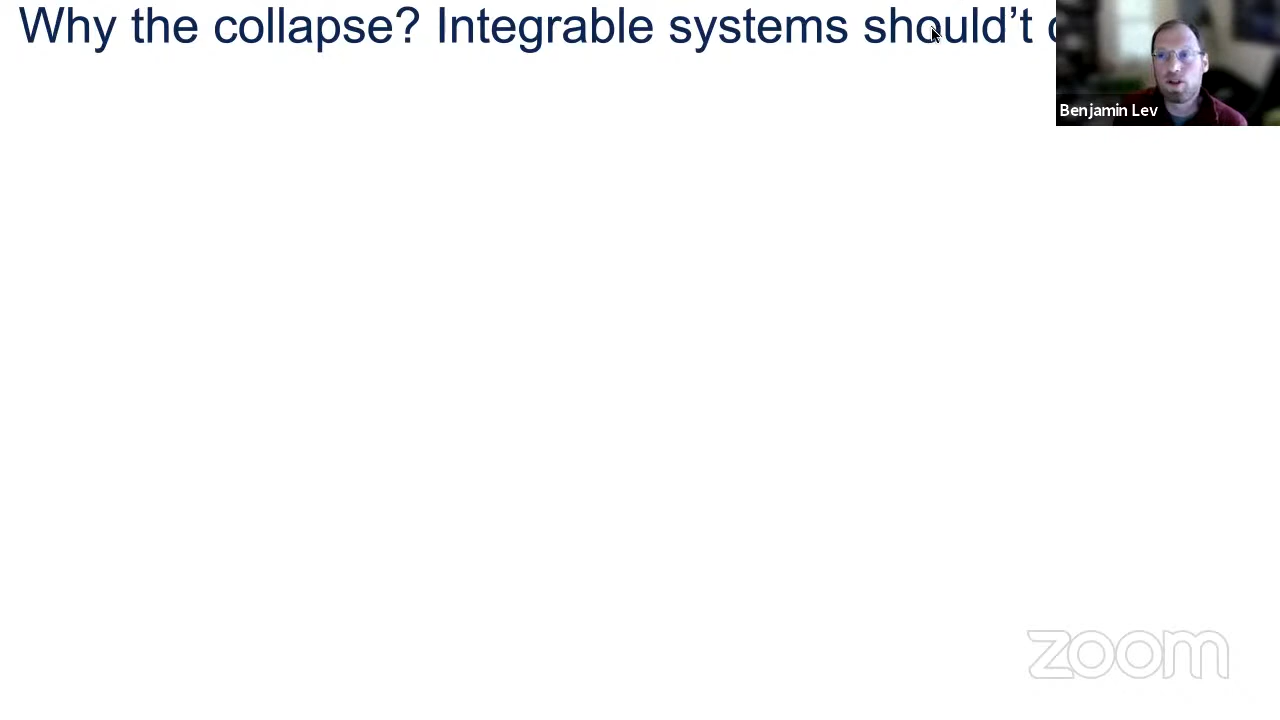 Why the collapse? Integrable systems should't
Benjamin Lev
zoom